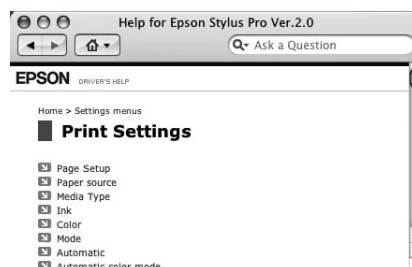 Help for Epson Stylus Pro Ver.2.0
Ask a Question
EPSON DRIVER'S HELP
Home > Settings menus
Print Settings
Page Setup
Paper source
Media Type
Ink
Color
Mode
Automatic
Automatic color mode